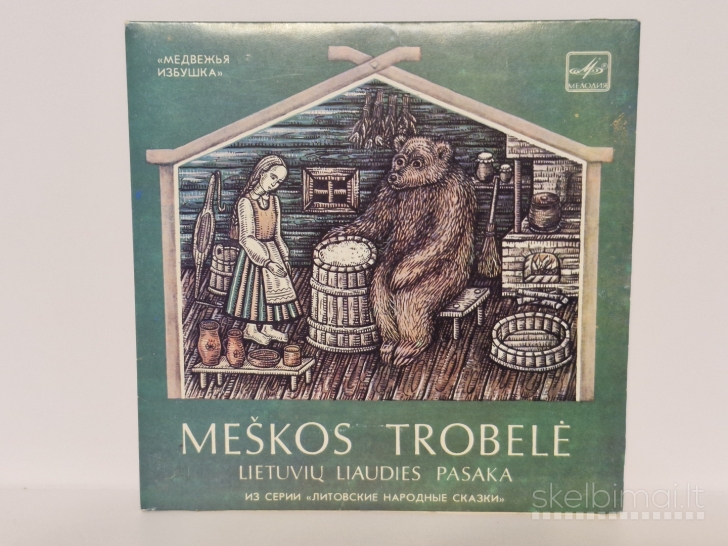 «МЕДВЕЖЬЯ
ИЗБУШКА»
МЕЛОДИЯ
MEŠKOS TROBELĖ
LIETUVIŲ LIAUDIES PASAKA
ИЗ СЕРИИ «ЛИТОВСКИЕ НАРОДНЫЕ СКАЗКИ»
skelbimai.lt